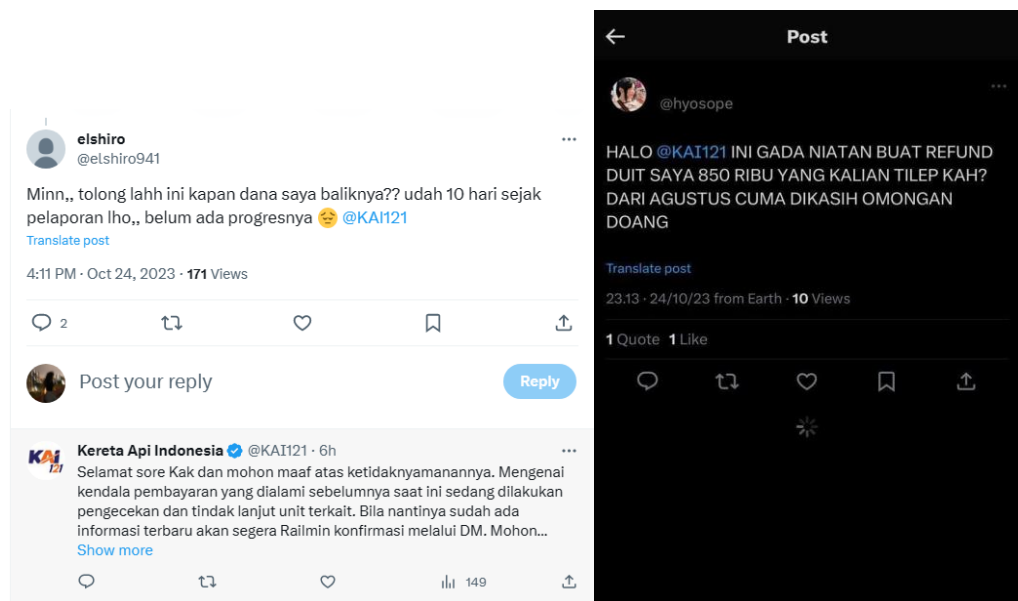 elshiro
@elshiro941
Minn,, tolong lahh ini kapan dana saya baliknya?? udah 10 hari sejak
pelaporan lho,, belum ada progresnya 😔 @KAI121
Translate post
4:11 PM · Oct 24, 2023 · 171 Views
2
Post your reply
Reply
KAI
121
Kereta Api Indonesia @KAI121 · 6h
Selamat sore Kak dan mohon maaf atas ketidaknyamanannya. Mengenai
kendala pembayaran yang dialami sebelumnya saat ini sedang dilakukan
pengecekan dan tindak lanjut unit terkait. Bila nantinya sudah ada
informasi terbaru akan segera Railmin konfirmasi melalui DM. Mohon...
Show more
149
Post
@hyosope
HALO @KAI121 INI GADA NIATAN BUAT REFUND
DUIT SAYA 850 RIBU YANG KALIAN TILEP KAH?
DARI AGUSTUS CUMA DIKASIH OMONGAN
DOANG
Translate post
23.13 · 24/10/23 from Earth · 10 Views
1 Quote 1 Like